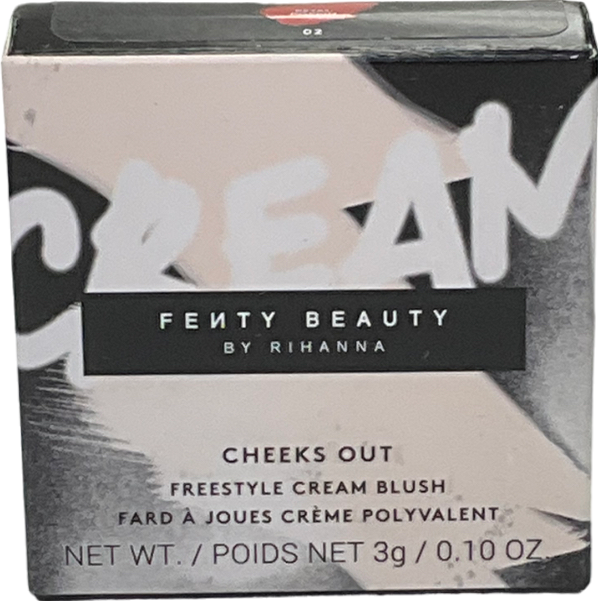 02
CREAM
FEИTY BEAUTY
BY RIHANNA
CHEEKS OUT
FREESTYLE CREAM BLUSH
FARD À JOUES CRÈME POLYVALENT
NET WT. / POIDS NET 3g / 0.10 OZ.